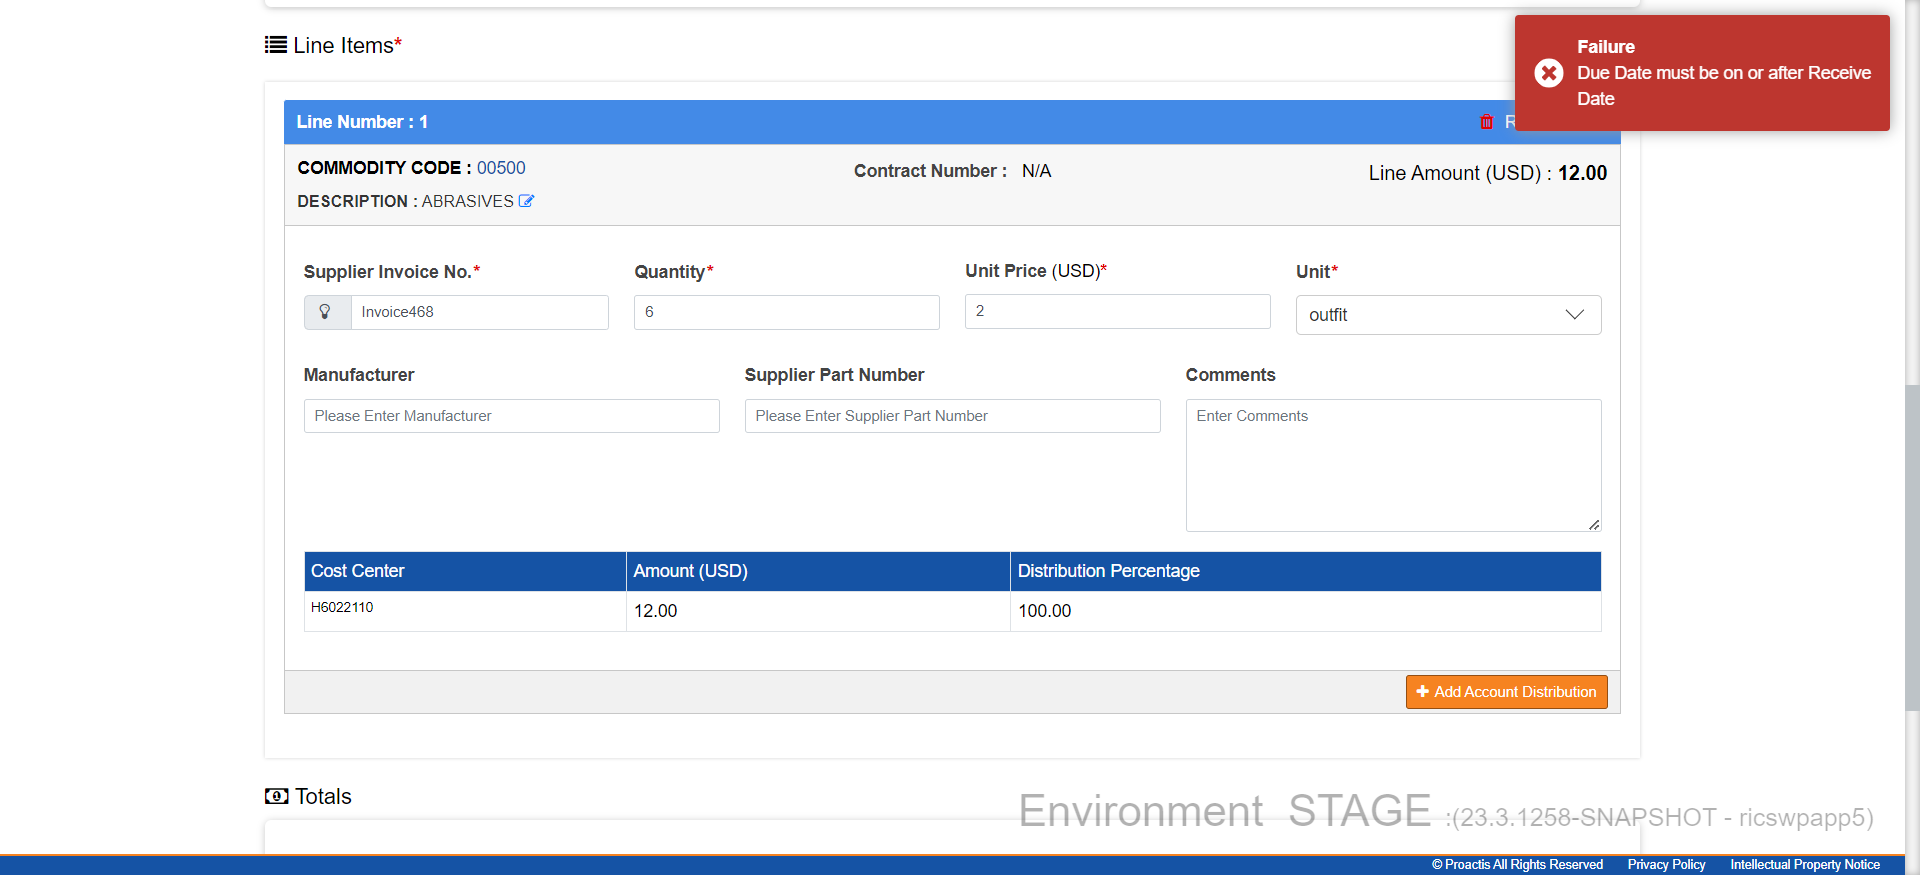 Line Items*
Failure
Due Date must be on or after Receive
Date
Line Number : 1
COMMODITY CODE : 00500
Contract Number : N/A
Line Amount (USD) : 12.00
DESCRIPTION : ABRASIVES
Supplier Invoice No.*
Quantity*
Unit Price (USD)*
Unit*
Invoice468
6
2
outfit
Manufacturer
Supplier Part Number
Comments
Please Enter Manufacturer
Please Enter Supplier Part Number
Enter Comments
Cost Center
Amount (USD)
Distribution Percentage
H6022110
12.00
100.00
Add Account Distribution
Totals
Environment STAGE :(23.3.1258-SNAPSHOT - ricswpapp5)
© Proactis All Rights Reserved
Privacy Policy
Intellectual Property Notice